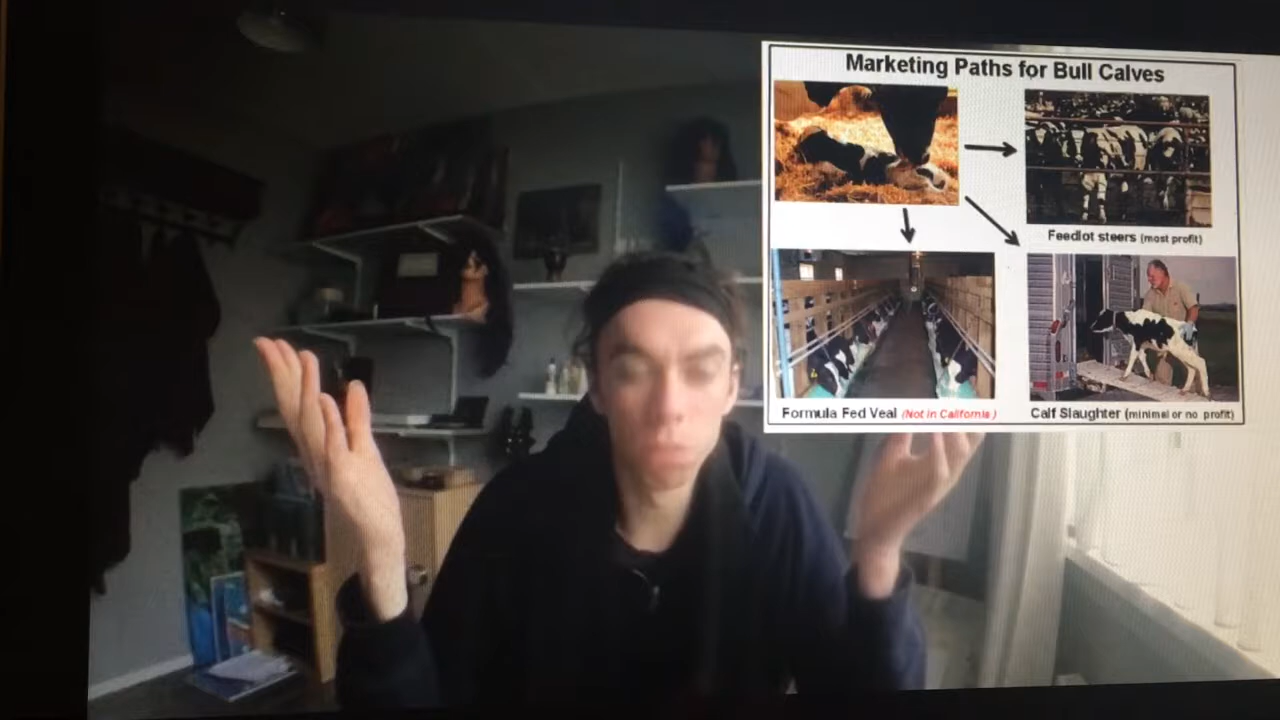 Marketing Paths for Bull Calves
Feedlot steers (most profit)
Formula Fed Veal (Not in California)
Calf Slaughter (minimal or no profit)